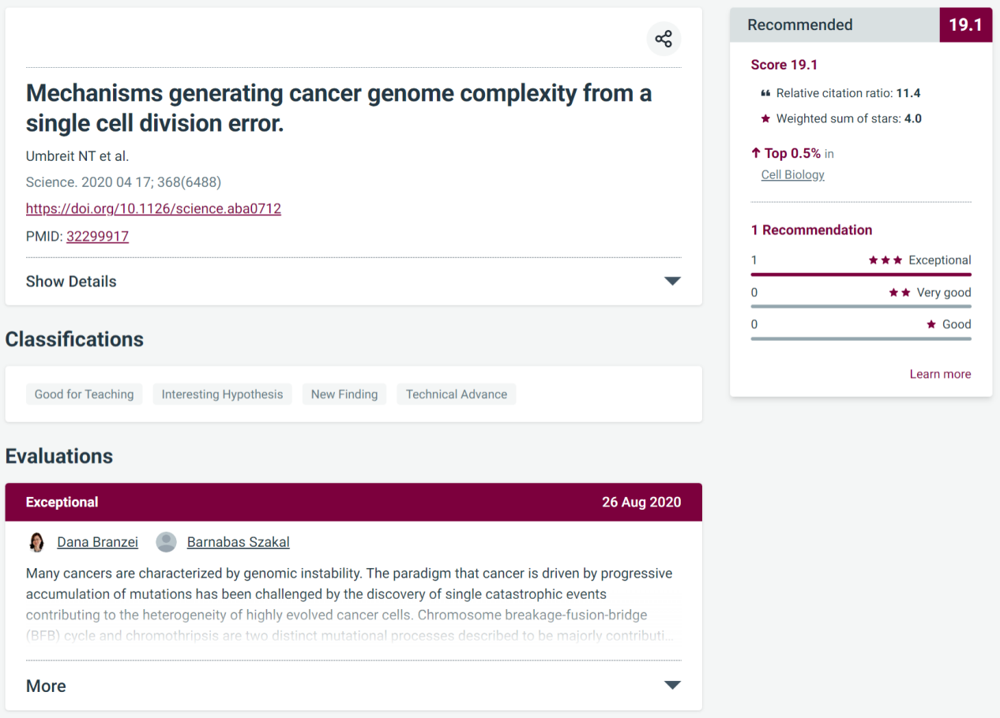 Mechanisms generating cancer genome complexity from a
single cell division error.
Umbreit NT et al.
Science. 2020 04 17; 368(6488)
https://doi.org/10.1126/science.aba0712
PMID: 32299917
Show Details
Classifications
Good for Teaching
Interesting Hypothesis
New Finding
Technical Advance
Evaluations
Exceptional
26 Aug 2020
Dana Branzei
Barnabas Szakal
Many cancers are characterized by genomic instability. The paradigm that cancer is driven by progressive
accumulation of mutations has been challenged by the discovery of single catastrophic events
contributing to the heterogeneity of highly evolved cancer cells. Chromosome breakage-fusion-bridge
(BFB) cycle and chromothripsis are two distinct mutational processes described to be majorly contributi...
More
Recommended
19.1
Score 19.1
Relative citation ratio: 11.4
Weighted sum of stars: 4.0
Top 0.5% in
Cell Biology
1 Recommendation
1 ★★★ Exceptional
0 ★★ Very good
0 ★ Good
Learn more